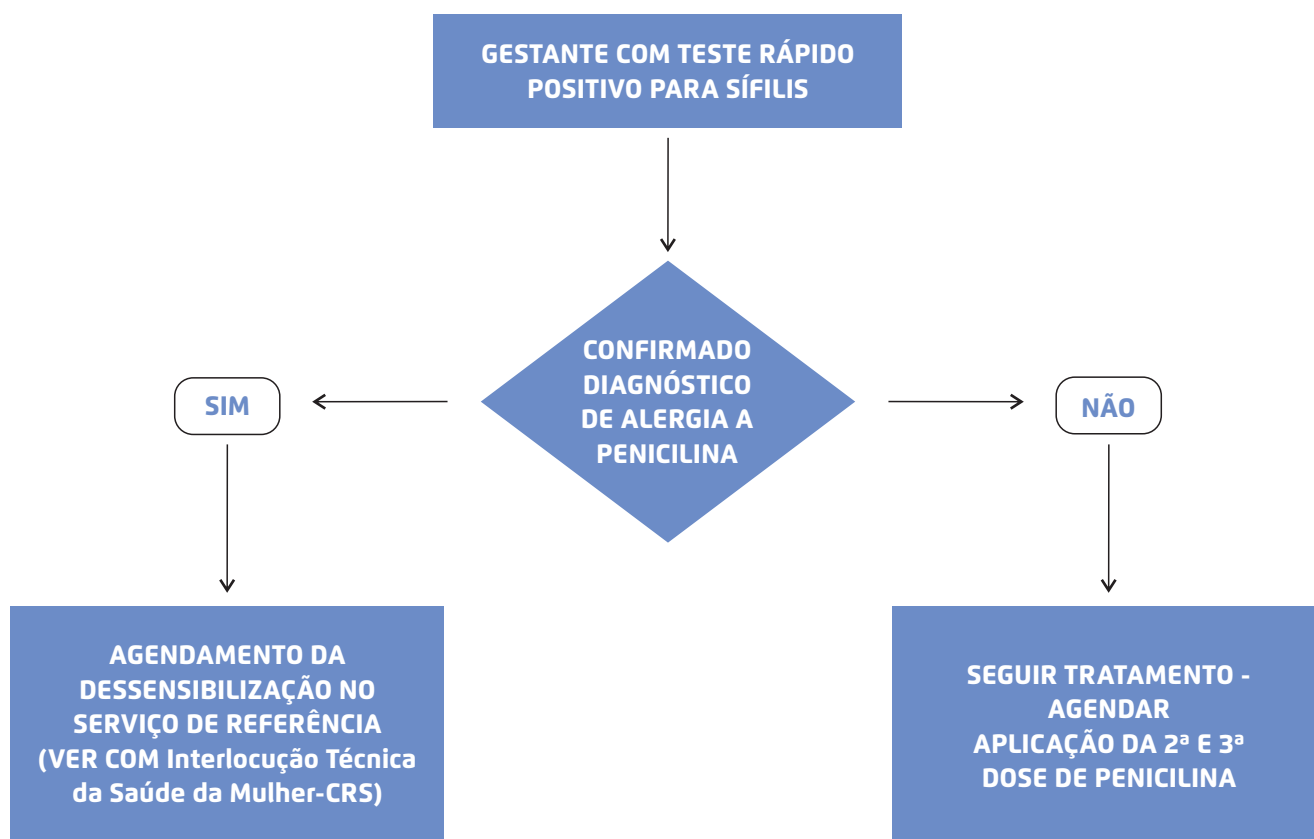 GESTANTE COM TESTE RÁPIDO
POSITIVO PARA SÍFILIS
CONFIRMADO
DIAGNÓSTICO
DE ALERGIA A
PENICILINA
SIM
NÃO
AGENDAMENTO DA
DESSENSIBILIZAÇÃO NO
SERVIÇO DE REFERÊNCIA
(VER COM Interlocução Técnica
da Saúde da Mulher-CRS)
SEGUIR TRATAMENTO -
AGENDAR
APLICAÇÃO DA 2ª E 3ª
DOSE DE PENICILINA